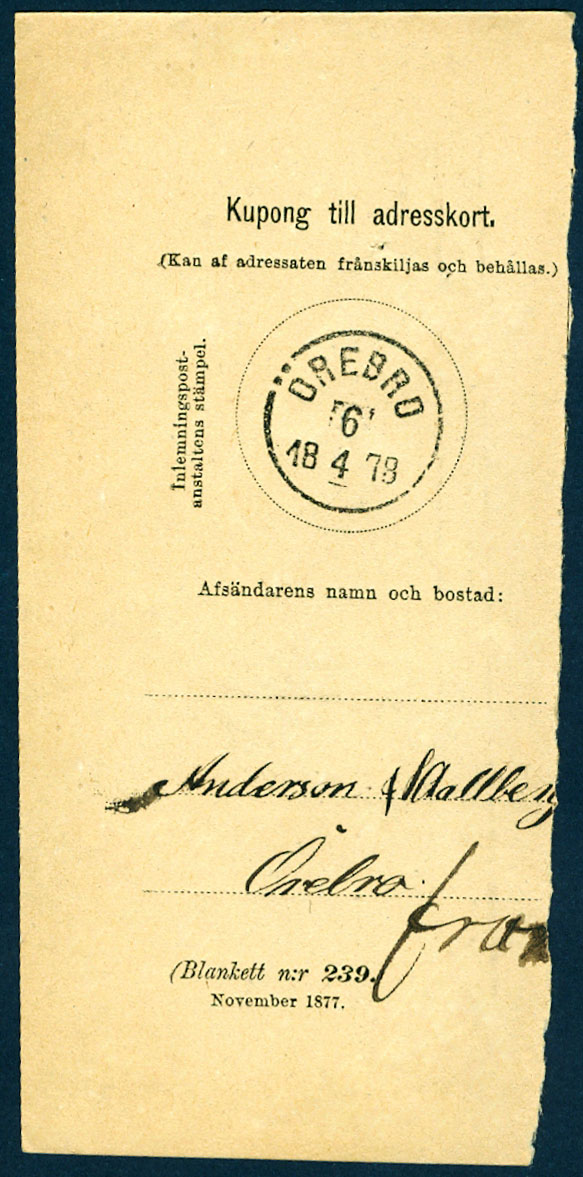 Kupong till adresskort.
(Kan af adressaten frånskiljas och behållas.)
Inlemningspost-
anstaltens stämpel.
ÖREBRO
6
18 4 78
Afsändarens namn och bostad:
Anderson &
Örebro.
(Blankett n:r 239.
November 1877.